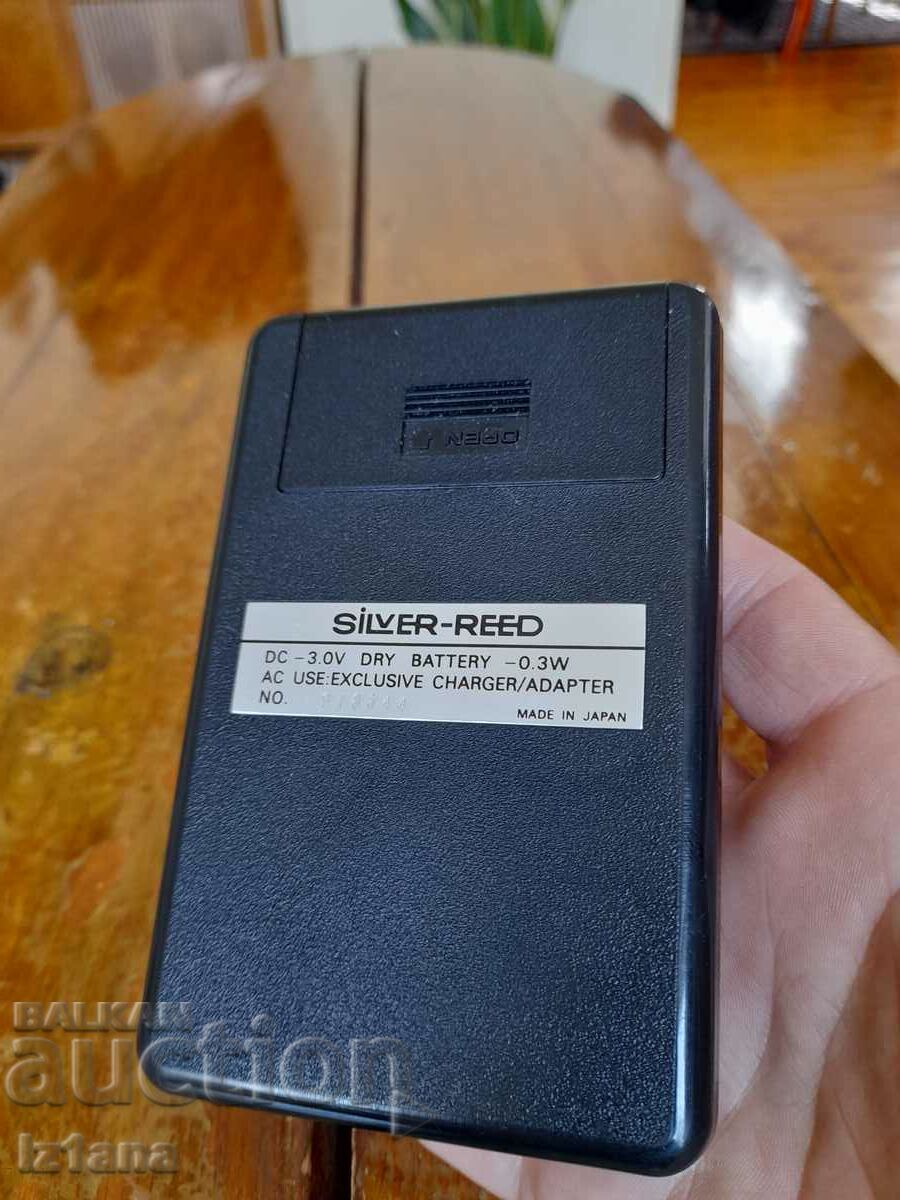 OPEN
SiLVER-REED
DC -3.0V DRY BATTERY -0.3W
AC USE:EXCLUSIVE CHARGER/ADAPTER
NO.
MADE IN JAPAN
BALKAN
auction
Iz1ana